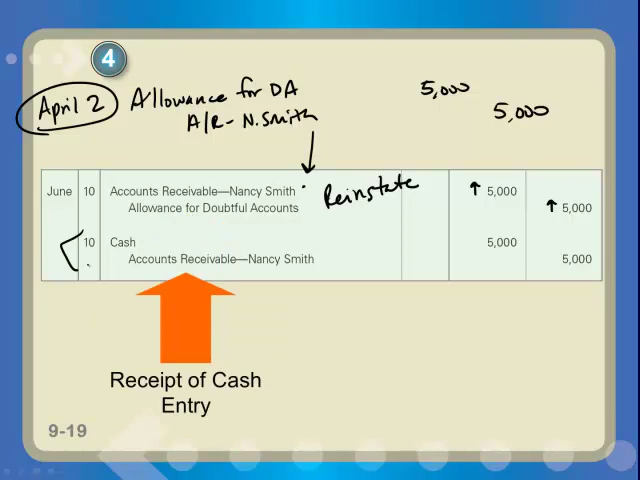 4
April 2 Allowance for DA 5,000
A/R- N. Smith 5,000
June 10 Accounts Receivable—Nancy Smith Reinstate 5,000
Allowance for Doubtful Accounts 5,000
10 Cash 5,000
Accounts Receivable—Nancy Smith 5,000
Receipt of Cash
Entry
9-19